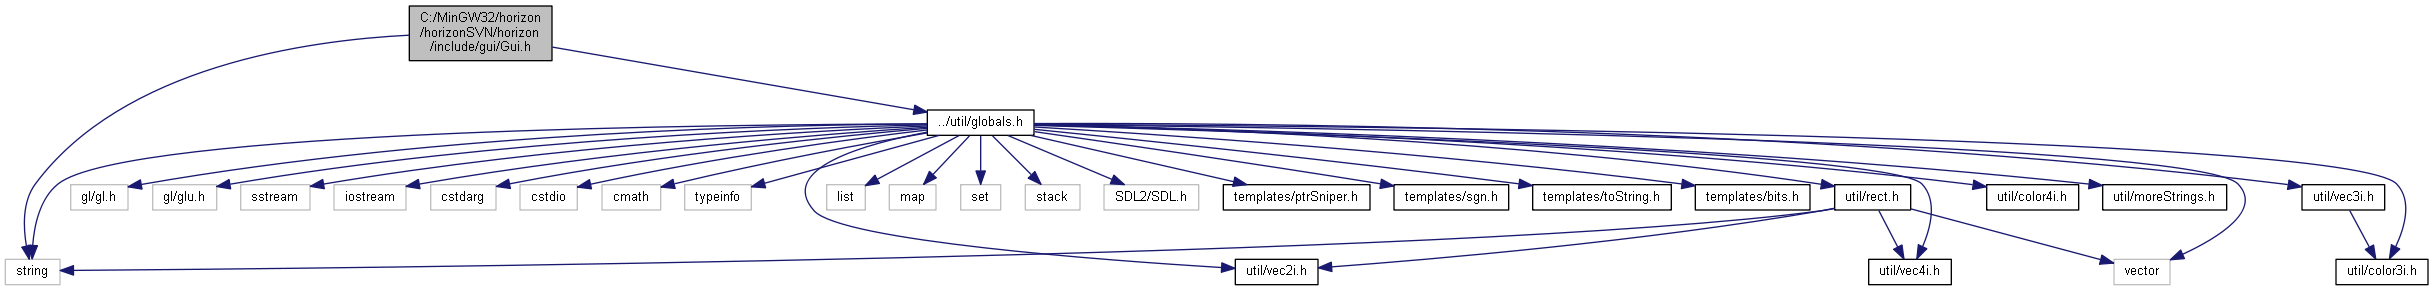 C:/MinGW32/horizon
/horizonSVN/horizon
/include/gui/Gui.h
../util/globals.h
gl/gl.h
gl/glu.h
sstream
iostream
cstdarg
cstdio
cmath
typeinfo
list
map
set
stack
SDL2/SDL.h
templates/ptrSniper.h
templates/sgn.h
templates/toString.h
templates/bits.h
util/rect.h
util/color4i.h
util/moreStrings.h
util/vec3i.h
string
util/vec2i.h
util/vec4i.h
vector
util/color3i.h